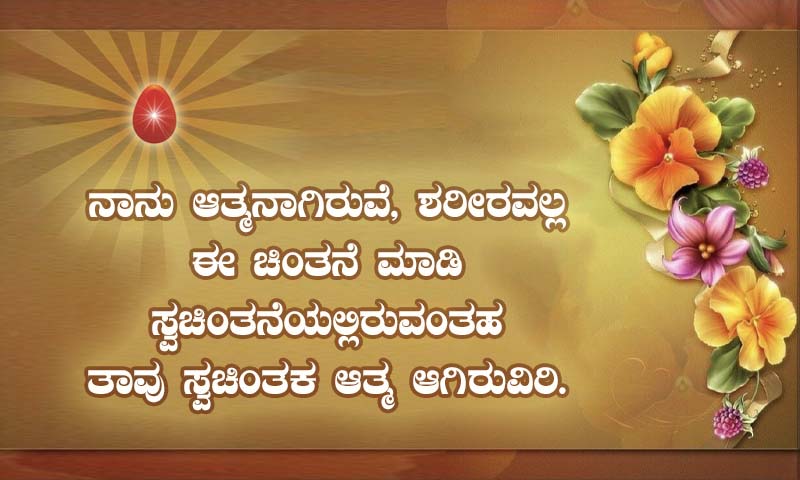 ನಾನು ಆತ್ಮನಾಗಿರುವೆ, ಶರೀರವಲ್ಲ
ಈ ಚಿಂತನೆ ಮಾಡಿ
ಸ್ವಚಿಂತನೆಯಲ್ಲಿರುವಂತಹ
ತಾವು ಸ್ವಚಿಂತಕ ಆತ್ಮ ಆಗಿರುವಿರಿ.